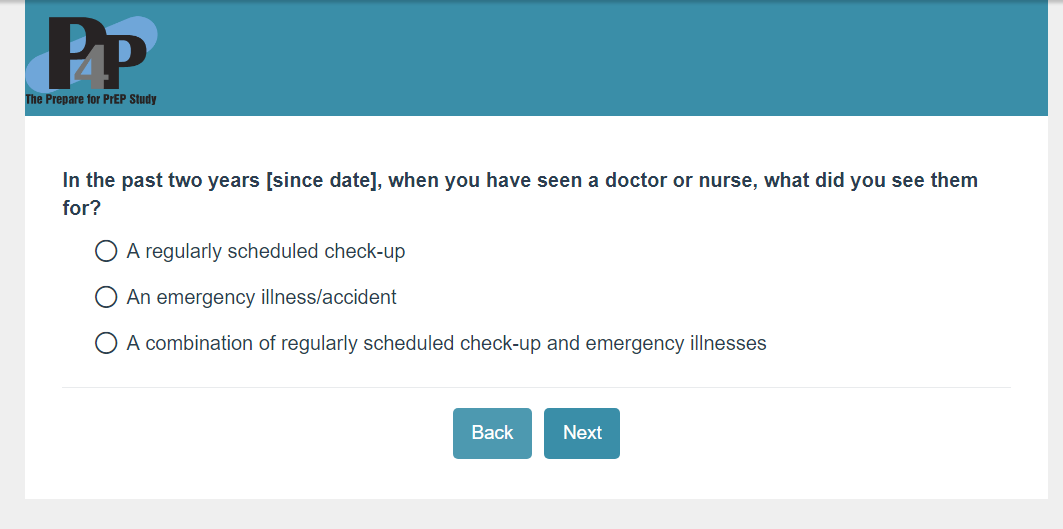 P4P
The Prepare for PrEP Study
In the past two years [since date], when you have seen a doctor or nurse, what did you see them
for?
A regularly scheduled check-up
An emergency illness/accident
A combination of regularly scheduled check-up and emergency illnesses
Back Next